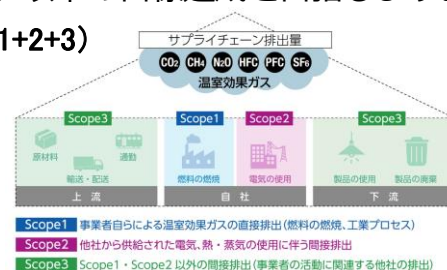 1+2+3)
サプライチェーン排出量
CO₂ CH₄ N₂O HFC PFC SF₆
温室効果ガス
Scope3 Scope1 Scope2 Scope3
原材料 通勤
輸送・配送 燃料の燃焼 電気の使用 製品の使用 製品の廃棄
上流 自社 下流
Scope1 事業者自らによる温室効果ガスの直接排出(燃料の燃焼、工業プロセス)
Scope2 他社から供給された電気、熱・蒸気の使用に伴う間接排出
Scope3 Scope1・Scope2以外の間接排出(事業者の活動に関連する他社の排出)